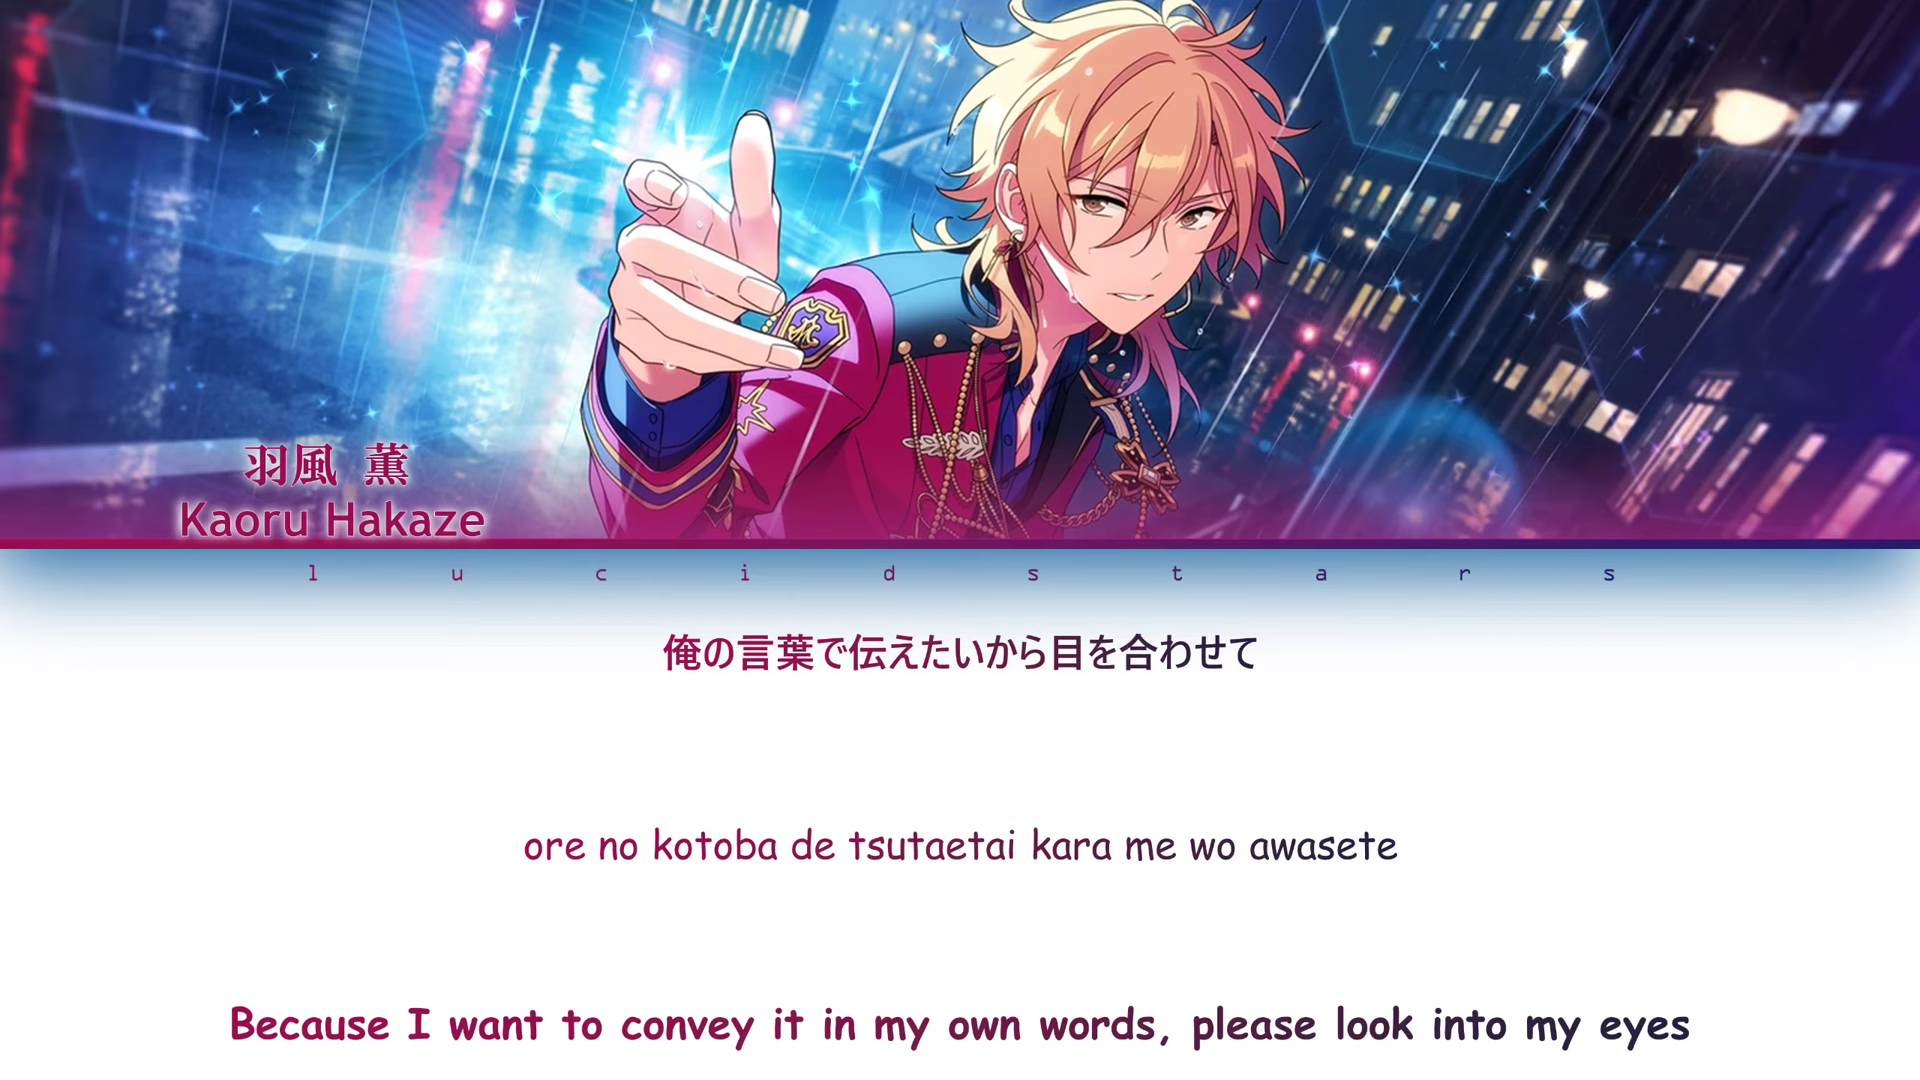 羽風 薫
Kaoru Hakaze
l u c i d s t a r s
俺の言葉で伝えたいから目を合わせて
ore no kotoba de tsutaetai kara me wo awasete
Because I want to convey it in my own words, please look into my eyes